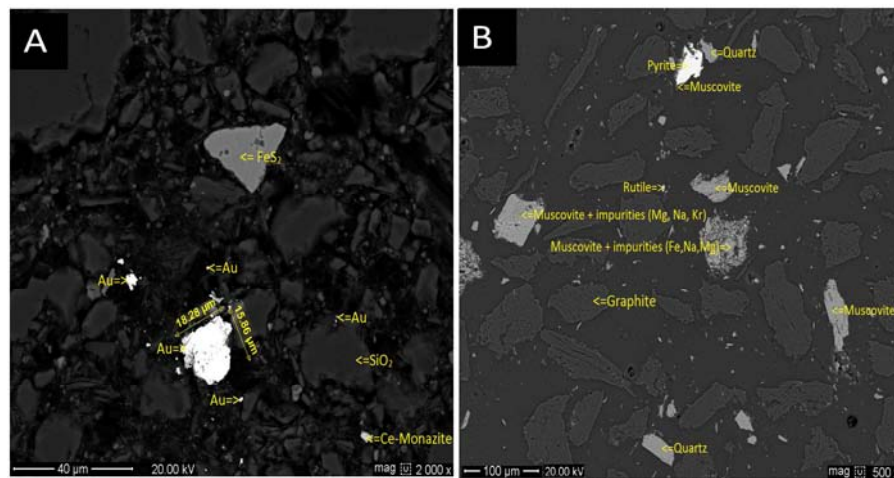 A
<= FeS₂
<=Au
Au=>
18.28 µm
15.86 µm
<=Au
Au=>
<=SiO₂
Au=>
<=Ce-Monazite
40 µm 20.00 kV mag 2 000 x
B
<=Quartz
Pyrite=>
<=Muscovite
Rutile=>
<=Muscovite
<=Muscovite + impurities (Mg, Na, Kr)
Muscovite + impurities (Fe,Na,Mg)=>
<=Graphite
<=Muscovite
<=Quartz
100 µm 20.00 kV mag 500